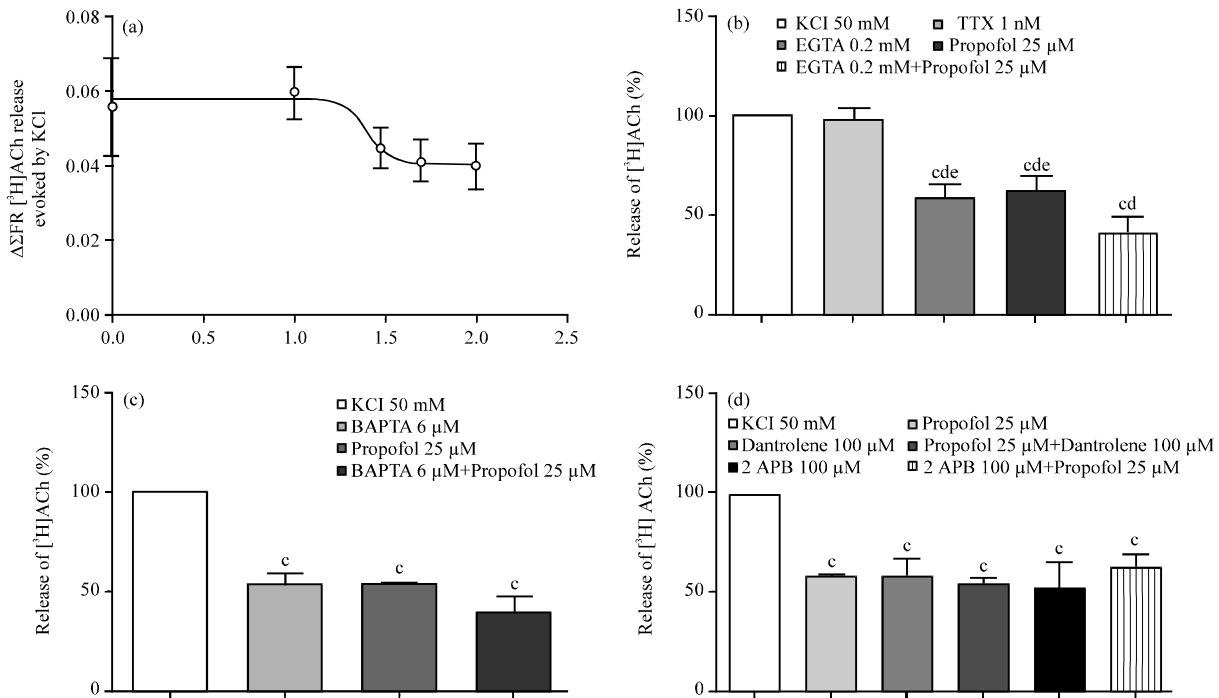 (a)
0.08
0.06
0.04
0.02
0.00
ΔΣFR [³H]ACh release
evoked by KCl
0.0 0.5 1.0 1.5 2.0 2.5
(b)
KCI 50 mM TTX 1 nM
EGTA 0.2 mM Propofol 25 µM
EGTA 0.2 mM+Propofol 25 µM
150
100
50
0
Release of [³H]ACh (%)
cde
cde
cd
(c)
KCI 50 mM
BAPTA 6 µM
Propofol 25 µM
BAPTA 6 µM+Propofol 25 µM
150
100
50
0
Release of [³H]ACh (%)
c
c
c
(d)
KCI 50 mM Propofol 25 µM
Dantrolene 100 µM Propofol 25 µM+Dantrolene 100 µM
2 APB 100 µM 2 APB 100 µM+Propofol 25 µM
150
100
50
0
Release of [³H] ACh (%)
c
c
c
c
c